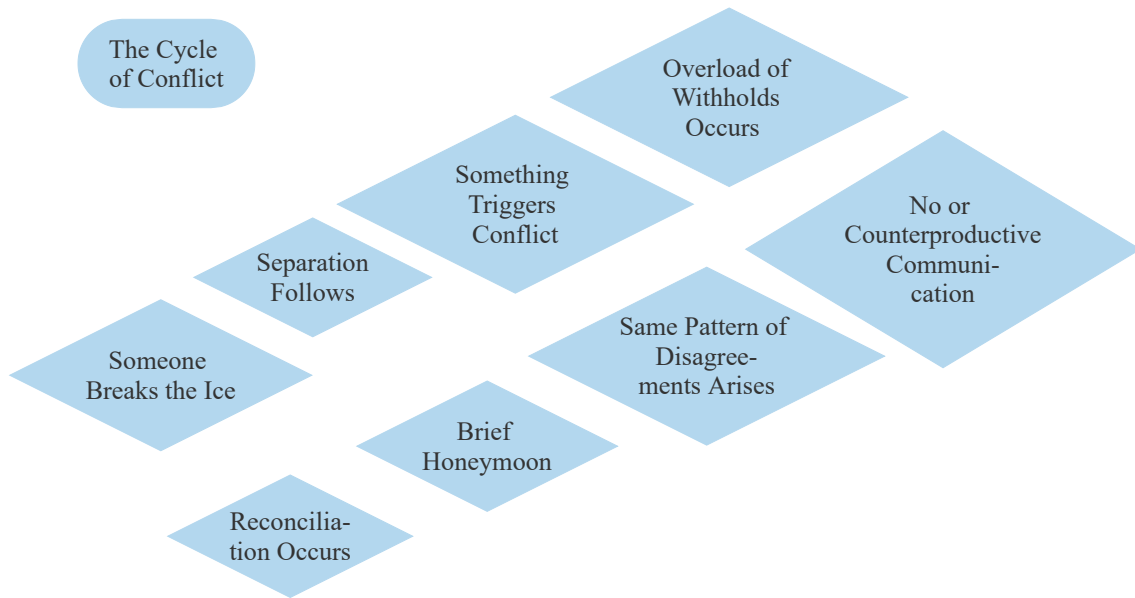 The Cycle
of Conflict
Overload of
Withholds
Occurs
Something
Triggers
Conflict
No or
Counterproductive
Communi-
cation
Separation
Follows
Same Pattern of
Disagree-
ments Arises
Someone
Breaks the Ice
Brief
Honeymoon
Reconcilia-
tion Occurs